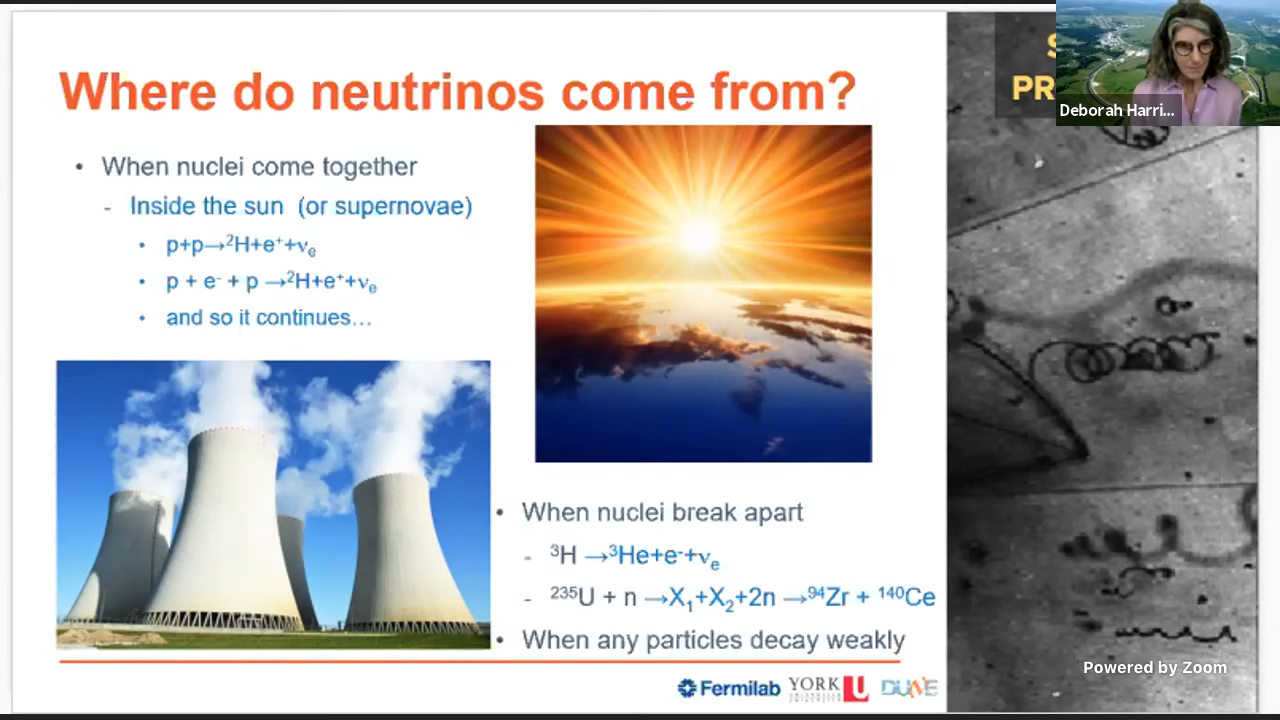 Where do neutrinos come from?
• When nuclei come together
- Inside the sun (or supernovae)
• p+p→²H+e⁺+νₑ
• p + e⁻ + p →²H+e⁺+νₑ
• and so it continues…
• When nuclei break apart
- ³H →³He+e⁻+νₑ
- ²³⁵U + n →X₁+X₂+2n →⁹⁴Zr + ¹⁴⁰Ce
• When any particles decay weakly
Fermilab
YORK
U
DUNE
S
PR
Deborah Harri...
Powered by Zoom